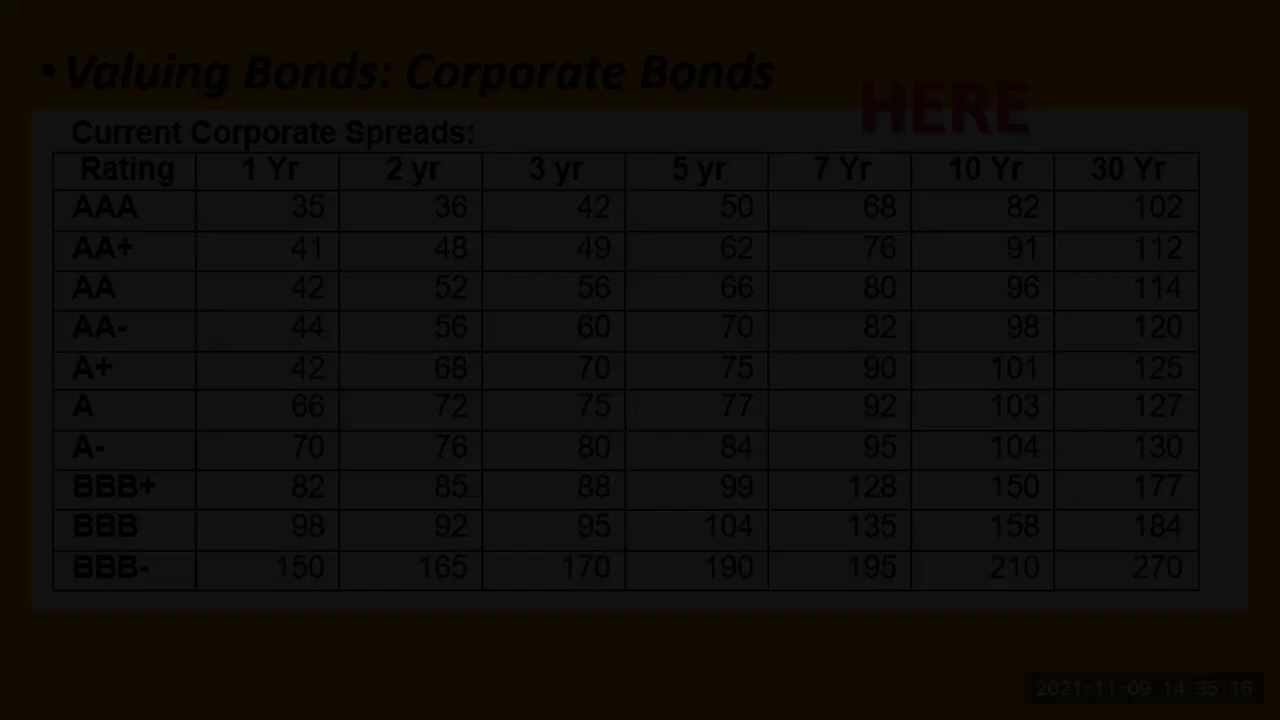 • Valuing Bonds: Corporate Bonds
HERE
Current Corporate Spreads:
Rating 1 Yr 2 yr 3 yr 5 yr 7 Yr 10 Yr 30 Yr
AAA 35 36 42 50 68 82 102
AA+ 41 48 49 62 76 91 112
AA 42 52 56 66 80 96 114
AA- 44 56 60 70 82 98 120
A+ 42 68 70 75 90 101 125
A 66 72 75 77 92 103 127
A- 70 76 80 84 95 104 130
BBB+ 82 85 88 99 128 150 177
BBB 98 92 95 104 135 158 184
BBB- 150 165 170 190 195 210 270
2021-11-09 14:35:16